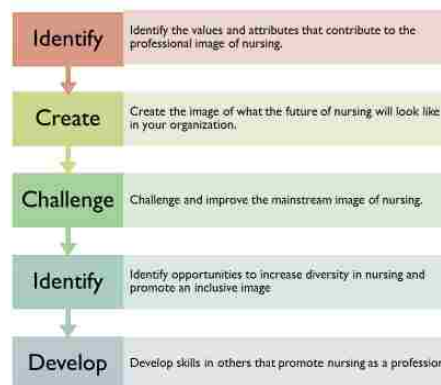 Identify
Identify the values and attributes that contribute to the
professional image of nursing.
Create
Create the image of what the future of nursing will look like
in your organization.
Challenge
Challenge and improve the mainstream image of nursing.
Identify
Identify opportunities to increase diversity in nursing and
promote an inclusive image
Develop
Develop skills in others that promote nursing as a profession